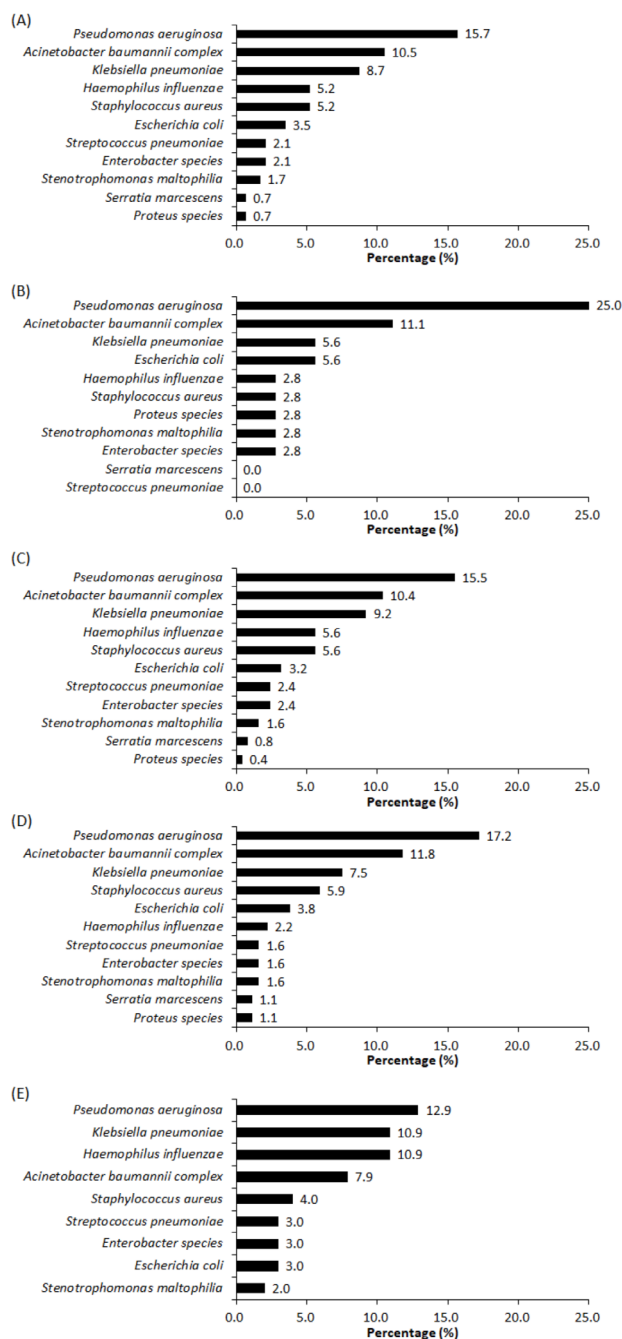 (A)
Pseudomonas aeruginosa 15.7
Acinetobacter baumannii complex 10.5
Klebsiella pneumoniae 8.7
Haemophilus influenzae 5.2
Staphylococcus aureus 5.2
Escherichia coli 3.5
Streptococcus pneumoniae 2.1
Enterobacter species 2.1
Stenotrophomonas maltophilia 1.7
Serratia marcescens 0.7
Proteus species 0.7
0.0 5.0 10.0 15.0 20.0 25.0
Percentage (%)
(B)
Pseudomonas aeruginosa 25.0
Acinetobacter baumannii complex 11.1
Klebsiella pneumoniae 5.6
Escherichia coli 5.6
Haemophilus influenzae 2.8
Staphylococcus aureus 2.8
Proteus species 2.8
Stenotrophomonas maltophilia 2.8
Enterobacter species 2.8
Serratia marcescens 0.0
Streptococcus pneumoniae 0.0
0.0 5.0 10.0 15.0 20.0 25.0
Percentage (%)
(C)
Pseudomonas aeruginosa 15.5
Acinetobacter baumannii complex 10.4
Klebsiella pneumoniae 9.2
Haemophilus influenzae 5.6
Staphylococcus aureus 5.6
Escherichia coli 3.2
Streptococcus pneumoniae 2.4
Enterobacter species 2.4
Stenotrophomonas maltophilia 1.6
Serratia marcescens 0.8
Proteus species 0.4
0.0 5.0 10.0 15.0 20.0 25.0
Percentage (%)
(D)
Pseudomonas aeruginosa 17.2
Acinetobacter baumannii complex 11.8
Klebsiella pneumoniae 7.5
Staphylococcus aureus 5.9
Escherichia coli 3.8
Haemophilus influenzae 2.2
Streptococcus pneumoniae 1.6
Enterobacter species 1.6
Stenotrophomonas maltophilia 1.6
Serratia marcescens 1.1
Proteus species 1.1
0.0 5.0 10.0 15.0 20.0 25.0
Percentage (%)
(E)
Pseudomonas aeruginosa 12.9
Klebsiella pneumoniae 10.9
Haemophilus influenzae 10.9
Acinetobacter baumannii complex 7.9
Staphylococcus aureus 4.0
Streptococcus pneumoniae 3.0
Enterobacter species 3.0
Escherichia coli 3.0
Stenotrophomonas maltophilia 2.0
0.0 5.0 10.0 15.0 20.0 25.0
Percentage (%)